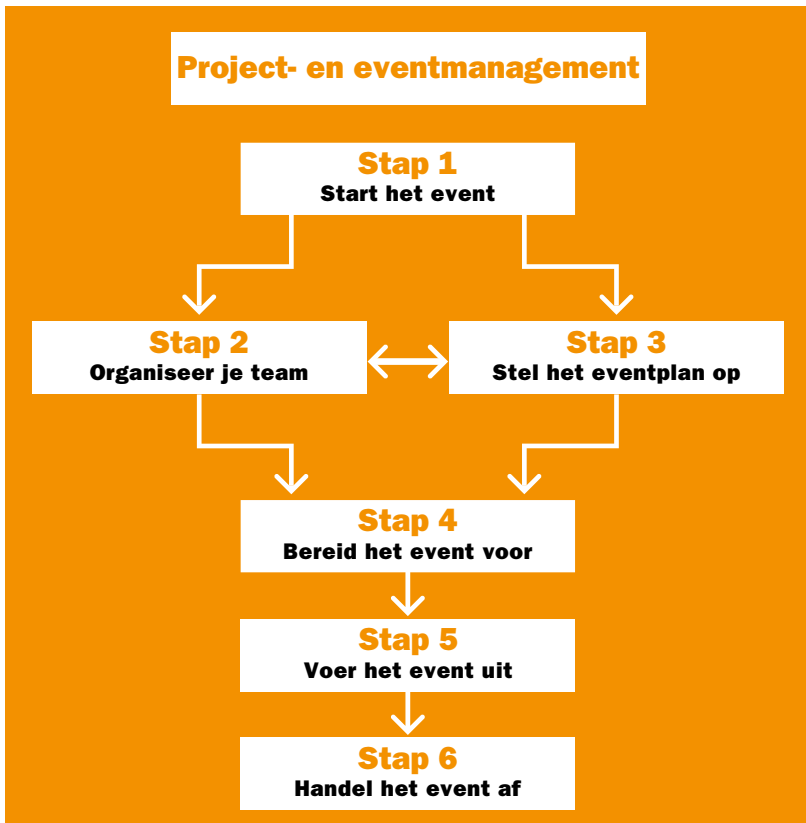 Project- en eventmanagement
Stap 1
Start het event
Stap 2
Organiseer je team
Stap 3
Stel het eventplan op
Stap 4
Bereid het event voor
Stap 5
Voer het event uit
Stap 6
Handel het event af